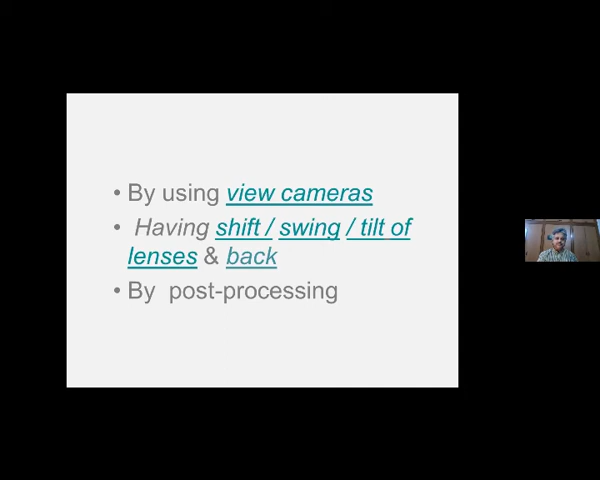 • By using view cameras
• Having shift / swing / tilt of
lenses & back
• By post-processing